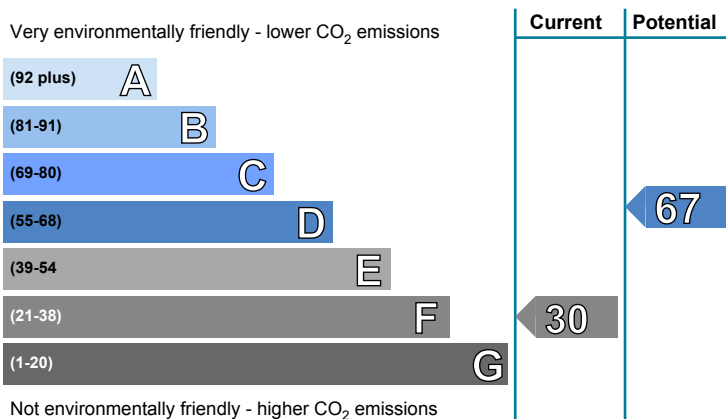 Current Potential
Very environmentally friendly - lower CO2 emissions
(92 plus) A
(81-91) B
(69-80) C
(55-68) D
67
(39-54 E
(21-38) F
30
(1-20) G
Not environmentally friendly - higher CO2 emissions